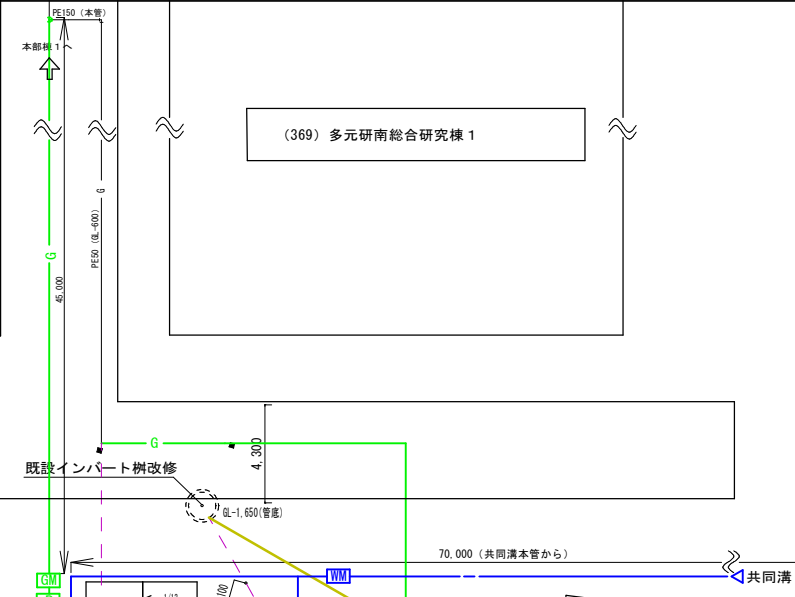 PE150 (本管)
本部棟1へ
(369) 多元研南総合研究棟1
G
G
PE50 (GL-600)
45,000
G
4,300
既設インバート桝改修
GL-1,650(管底)
70,000 (共同溝本管から)
GM
WM
共同溝
100